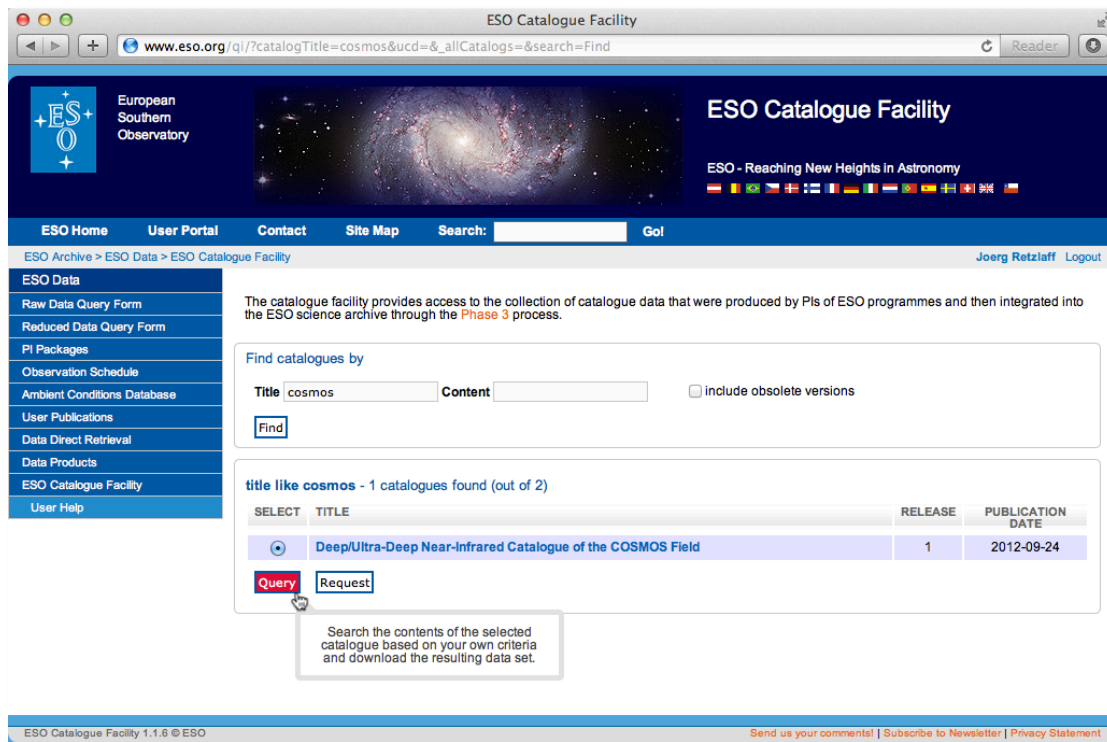 ESO Catalogue Facility
www.eso.org/qi/?catalogTitle=cosmos&ucd=&_allCatalogs=&search=Find
Reader
ES
O
European
Southern
Observatory
ESO Catalogue Facility
ESO - Reaching New Heights in Astronomy
ESO Home User Portal Contact Site Map Search: Go!
ESO Archive > ESO Data > ESO Catalogue Facility
Joerg Retzlaff Logout
ESO Data
Raw Data Query Form
Reduced Data Query Form
PI Packages
Observation Schedule
Ambient Conditions Database
User Publications
Data Direct Retrieval
Data Products
ESO Catalogue Facility
User Help
The catalogue facility provides access to the collection of catalogue data that were produced by PIs of ESO programmes and then integrated into
the ESO science archive through the Phase 3 process.
Find catalogues by
Title cosmos Content include obsolete versions
Find
title like cosmos - 1 catalogues found (out of 2)
SELECT TITLE RELEASE PUBLICATION
DATE
Deep/Ultra-Deep Near-Infrared Catalogue of the COSMOS Field 1 2012-09-24
Query Request
Search the contents of the selected
catalogue based on your own criteria
and download the resulting data set.
ESO Catalogue Facility 1.1.6 © ESO
Send us your comments! | Subscribe to Newsletter | Privacy Statement